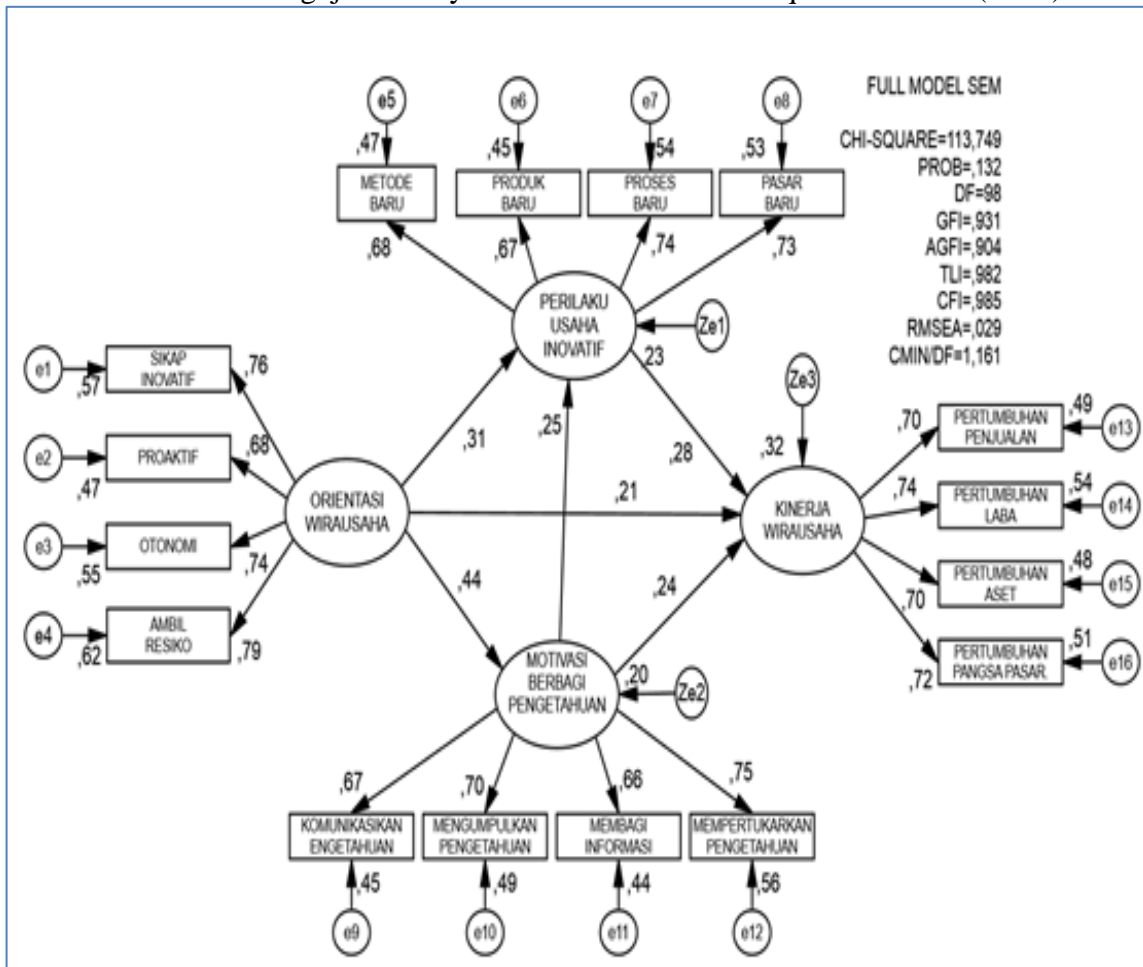 e5
e6
e7
e8
FULL MODEL SEM
CHI-SQUARE=113,749
PROB=,132
DF=98
GFI=,931
AGFI=,904
TLI=,982
CFI=,985
RMSEA=,029
CMIN/DF=1,161
,47
,45
,54
,53
METODE
BARU
PRODUK
BARU
PROSES
BARU
PASAR
BARU
,68
,67
,74
,73
PERILAKU
USAHA
INOVATIF
Ze1
,23
e1
,57
SIKAP
INOVATIF
,76
e2
,47
PROAKTIF
,68
e3
,55
OTONOMI
,74
e4
,62
AMBIL
RESIKO
,79
ORIENTASI
WIRAUSAHA
,31
,25
,28
,21
,44
,24
Ze3
,32
KINERJA
WIRAUSAHA
,70
PERTUMBUHAN
PENJUALAN
,49
e13
,74
PERTUMBUHAN
LABA
,54
e14
,70
PERTUMBUHAN
ASET
,48
e15
,72
PERTUMBUHAN
PANGSA PASAR.
,51
e16
MOTIVASI
BERBAGI
PENGETAHUAN
,20
Ze2
,67
,70
,66
,75
KOMUNIKASIKAN
ENGETAHUAN
MENGUMPULKAN
PENGETAHUAN
MEMBAGI
INFORMASI
MEMPERTUKARKAN
PENGETAHUAN
,45
,49
,44
,56
e9
e10
e11
e12